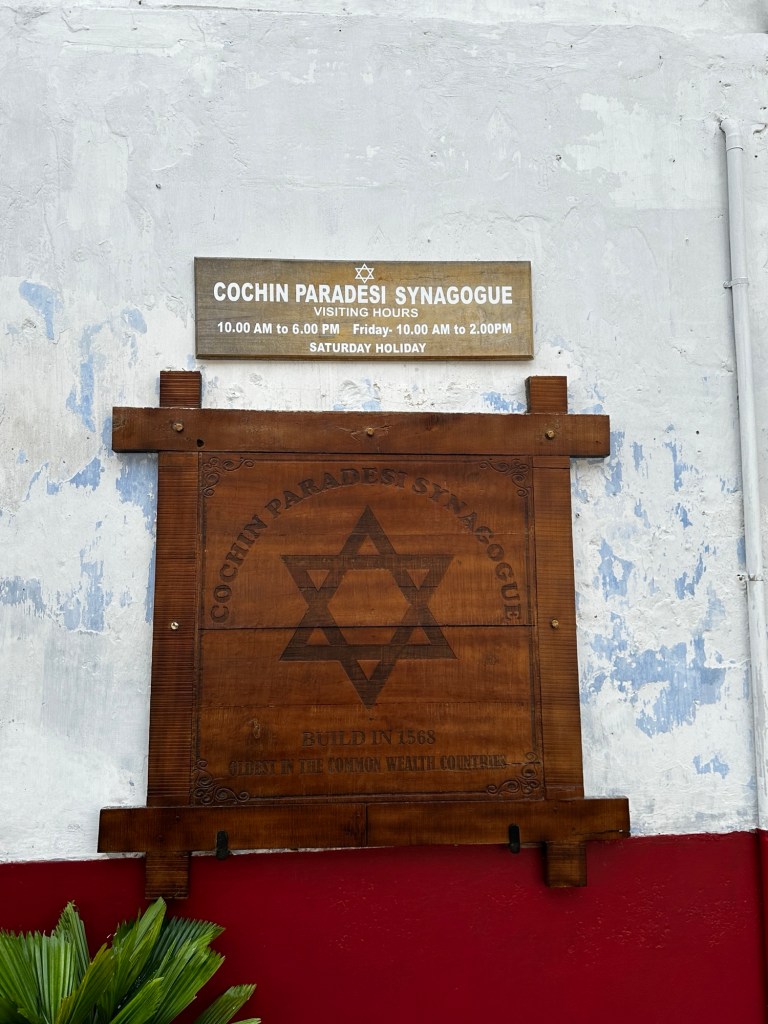 COCHIN PARADESI SYNAGOGUE
VISITING HOURS
10.00 AM to 6.00 PM Friday- 10.00 AM to 2.00PM
SATURDAY HOLIDAY
COCHIN PARADESI SYNAGOGUE
BUILD IN 1568
OLDEST IN THE COMMON WEALTH COUNTRIES